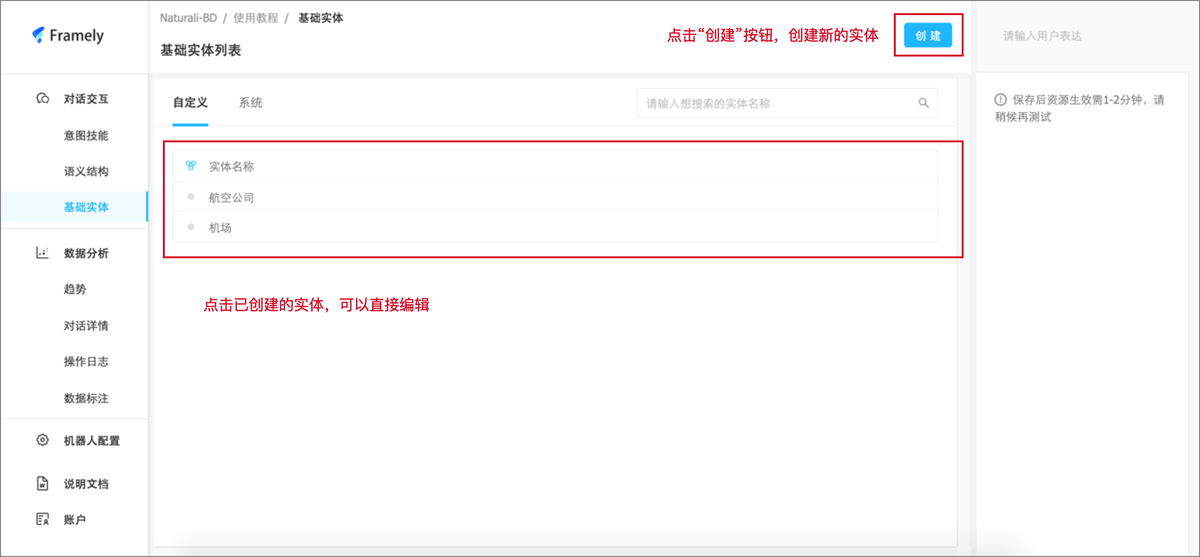 Framely
Naturali-BD / 使用教程 / 基础实体
基础实体列表
点击“创建”按钮，创建新的实体
创 建
请输入用户表达
对话交互
意图技能
语义结构
基础实体
数据分析
趋势
对话详情
操作日志
数据标注
机器人配置
说明文档
账户
自定义
系统
请输入想搜索的实体名称
实体名称
航空公司
机场
点击已创建的实体，可以直接编辑
保存后资源生效需1-2分钟，请
稍候再测试